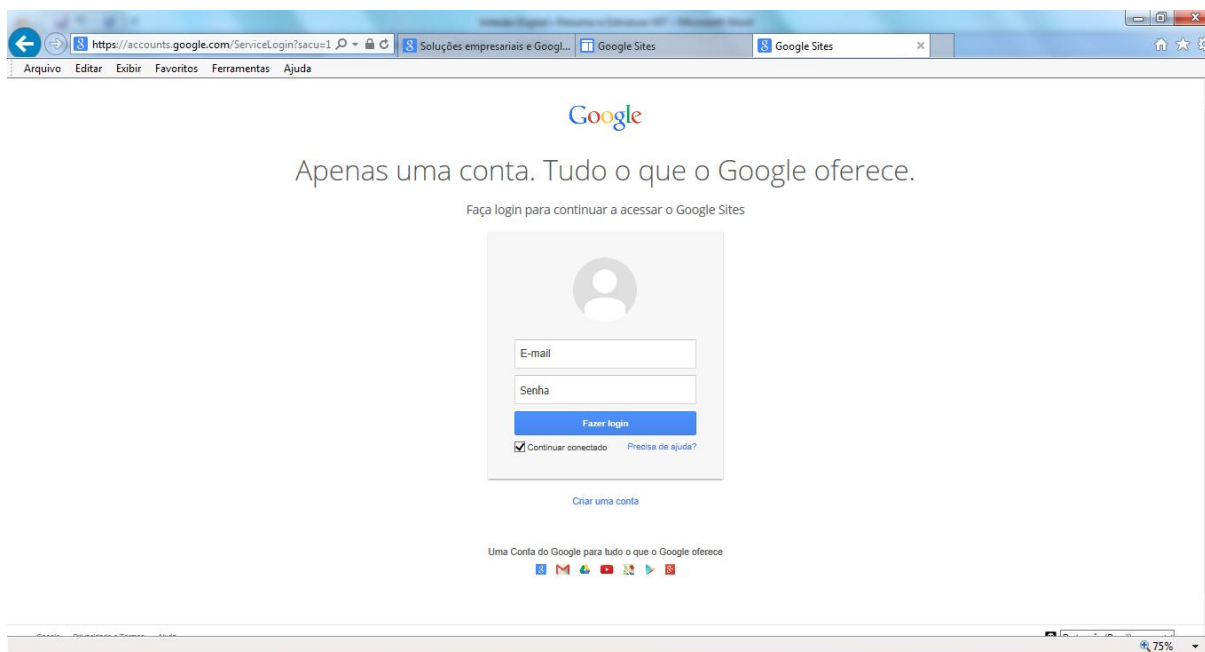 https://accounts.google.com/ServiceLogin?sacu=1
Soluções empresariais e Googl...
Google Sites
Google Sites
Arquivo Editar Exibir Favoritos Ferramentas Ajuda
Google
Apenas uma conta. Tudo o que o Google oferece.
Faça login para continuar a acessar o Google Sites
E-mail
Senha
Fazer login
Continuar conectado Precisa de ajuda?
Criar uma conta
Uma Conta do Google para tudo o que o Google oferece
75%